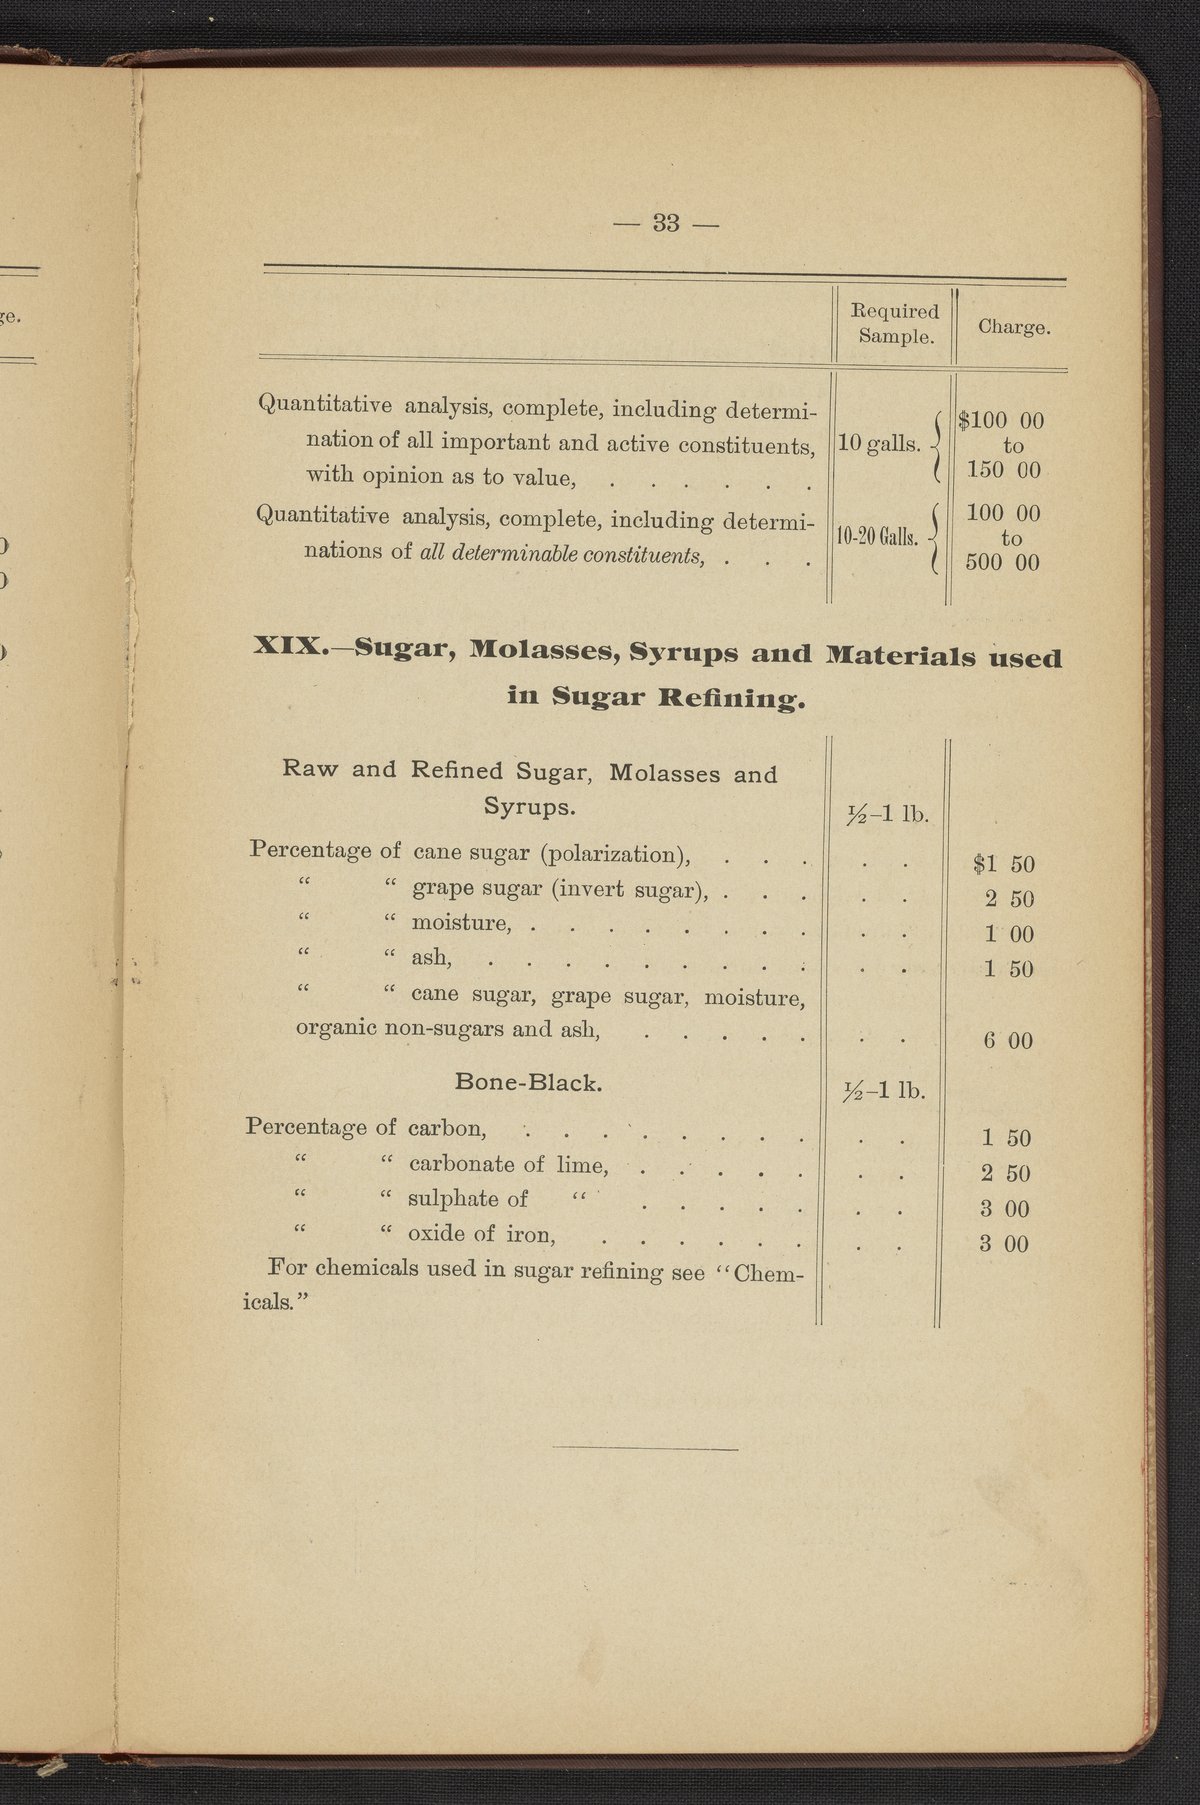 ge.
— 33 —
Required Sample. Charge.
Quantitative analysis, complete, including determi-
nation of all important and active constituents,
with opinion as to value, . . . . . .
10 galls. { $100 00
to
150 00
Quantitative analysis, complete, including determi-
nations of all determinable constituents, . . .
10-20 Galls. { 100 00
to
500 00
XIX.—Sugar, Molasses, Syrups and Materials used
in Sugar Refining.
Raw and Refined Sugar, Molasses and
Syrups. ½–1 lb.
Percentage of cane sugar (polarization), . . . . . $1 50
“ “ grape sugar (invert sugar), . . . . . 2 50
“ “ moisture, . . . . . . . . . . 1 00
“ “ ash, . . . . . . . . . . . 1 50
“ “ cane sugar, grape sugar, moisture,
organic non-sugars and ash, . . . . . . . 6 00
Bone-Black. ½–1 lb.
Percentage of carbon, . . . . . . . . . . 1 50
“ “ carbonate of lime, . . . . . . . 2 50
“ “ sulphate of “ . . . . . . . 3 00
“ “ oxide of iron, . . . . . . . . 3 00
For chemicals used in sugar refining see “Chem-
icals.”